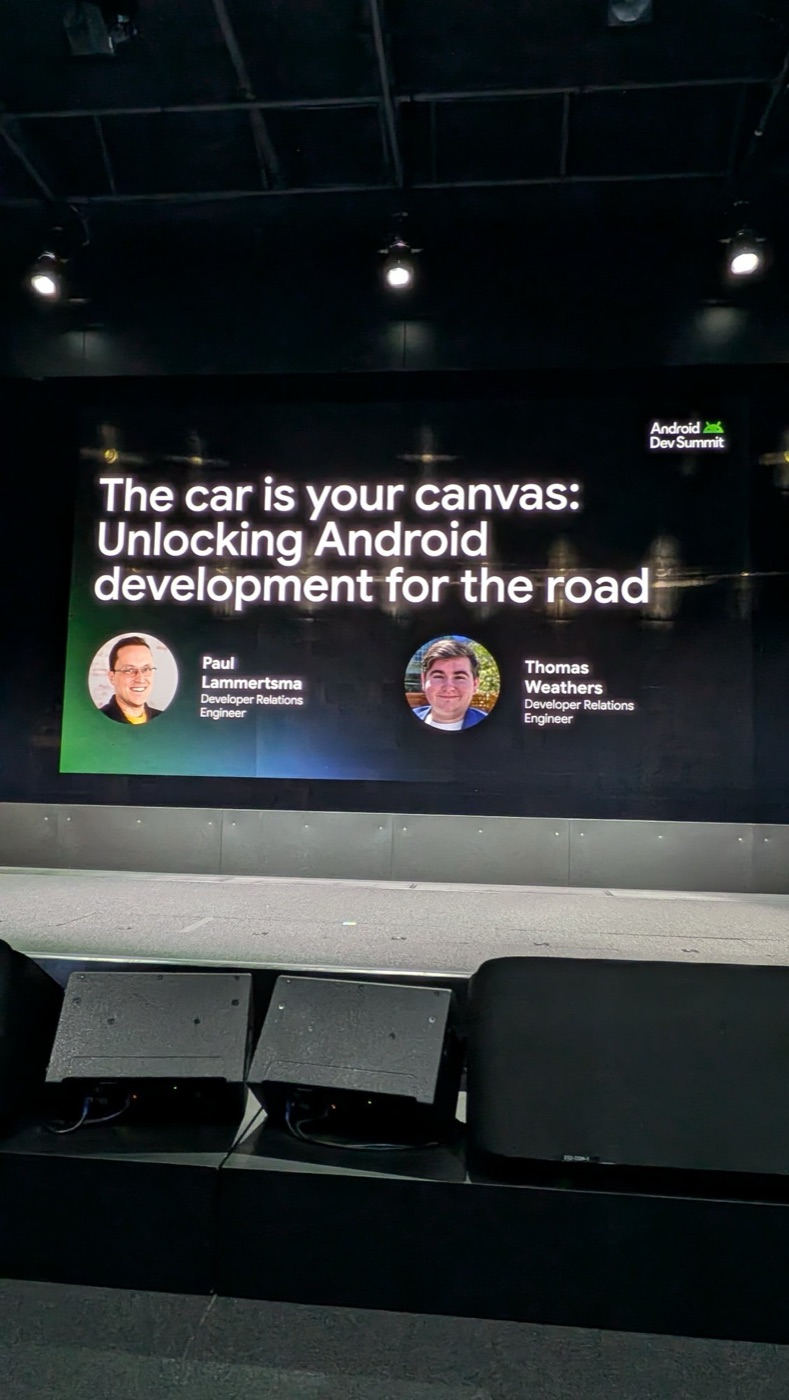 Android
Dev Summit
The car is your canvas:
Unlocking Android
development for the road
Paul
Lammertsma
Developer Relations
Engineer
Thomas
Weathers
Developer Relations
Engineer